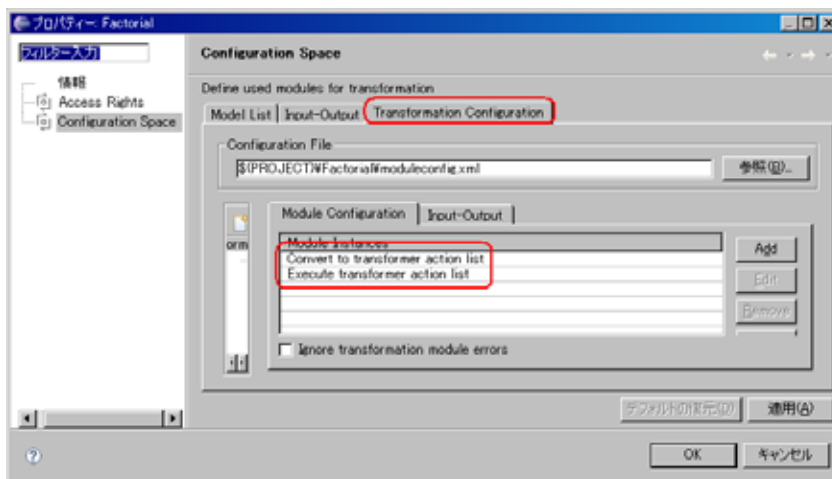 プロパティー: Factorial
フィルター入力
情報
Access Rights
Configuration Space
Configuration Space
Define used modules for transformation
Model List
Input-Output
Transformation Configuration
Configuration File
$(PROJECT)¥Factorial¥moduleconfig.xml
参照(R)...
orm
Module Configuration
Input-Output
Module Instances
Convert to transformer action list
Execute transformer action list
Add
Edit
Remove
Ignore transformation module errors
デフォルトの復元(D)
適用(A)
OK
キャンセル